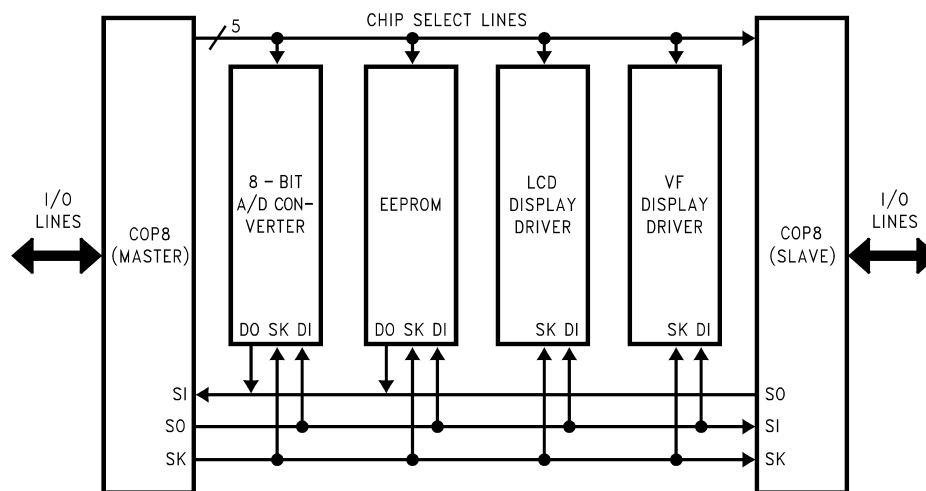 5
CHIP SELECT LINES
I/O
LINES
COP8
(MASTER)
8 – BIT
A/D CON-
VERTER
EEPROM
LCD
DISPLAY
DRIVER
VF
DISPLAY
DRIVER
COP8
(SLAVE)
I/O
LINES
DO SK DI
DO SK DI
SK DI
SK DI
SI
SO
SO
SI
SK
SK